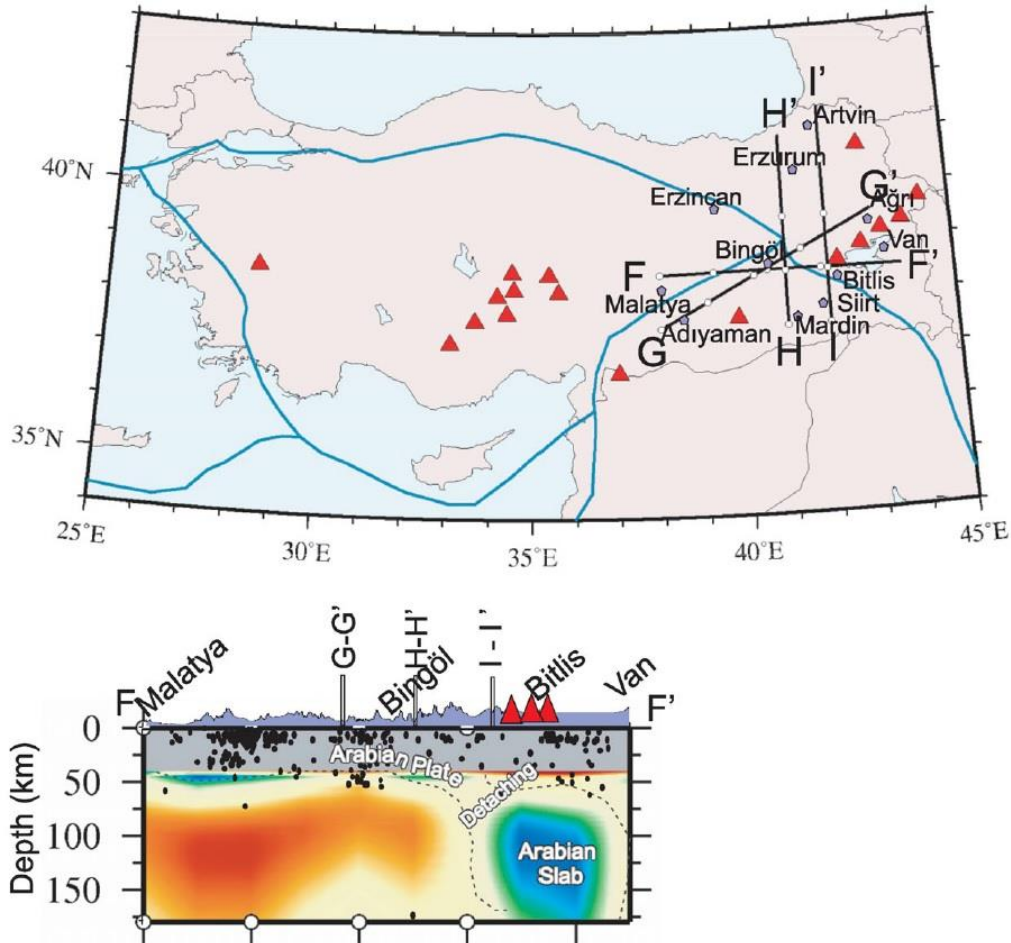 I'
H'
Artvin
40°N
Erzurum
G'
Erzincan
Ağrı
Bingöl
Van
F
F'
Bitlis
Malatya
Siirt
Adıyaman
Mardin
G
H
I
35°N
25°E
30°E
35°E
40°E
45°E
G-G'
H-H'
I - I'
F
Malatya
Bingöl
Bitlis
Van
F'
0
Arabian Plate
50
Detaching
Depth (km)
100
Arabian
Slab
150